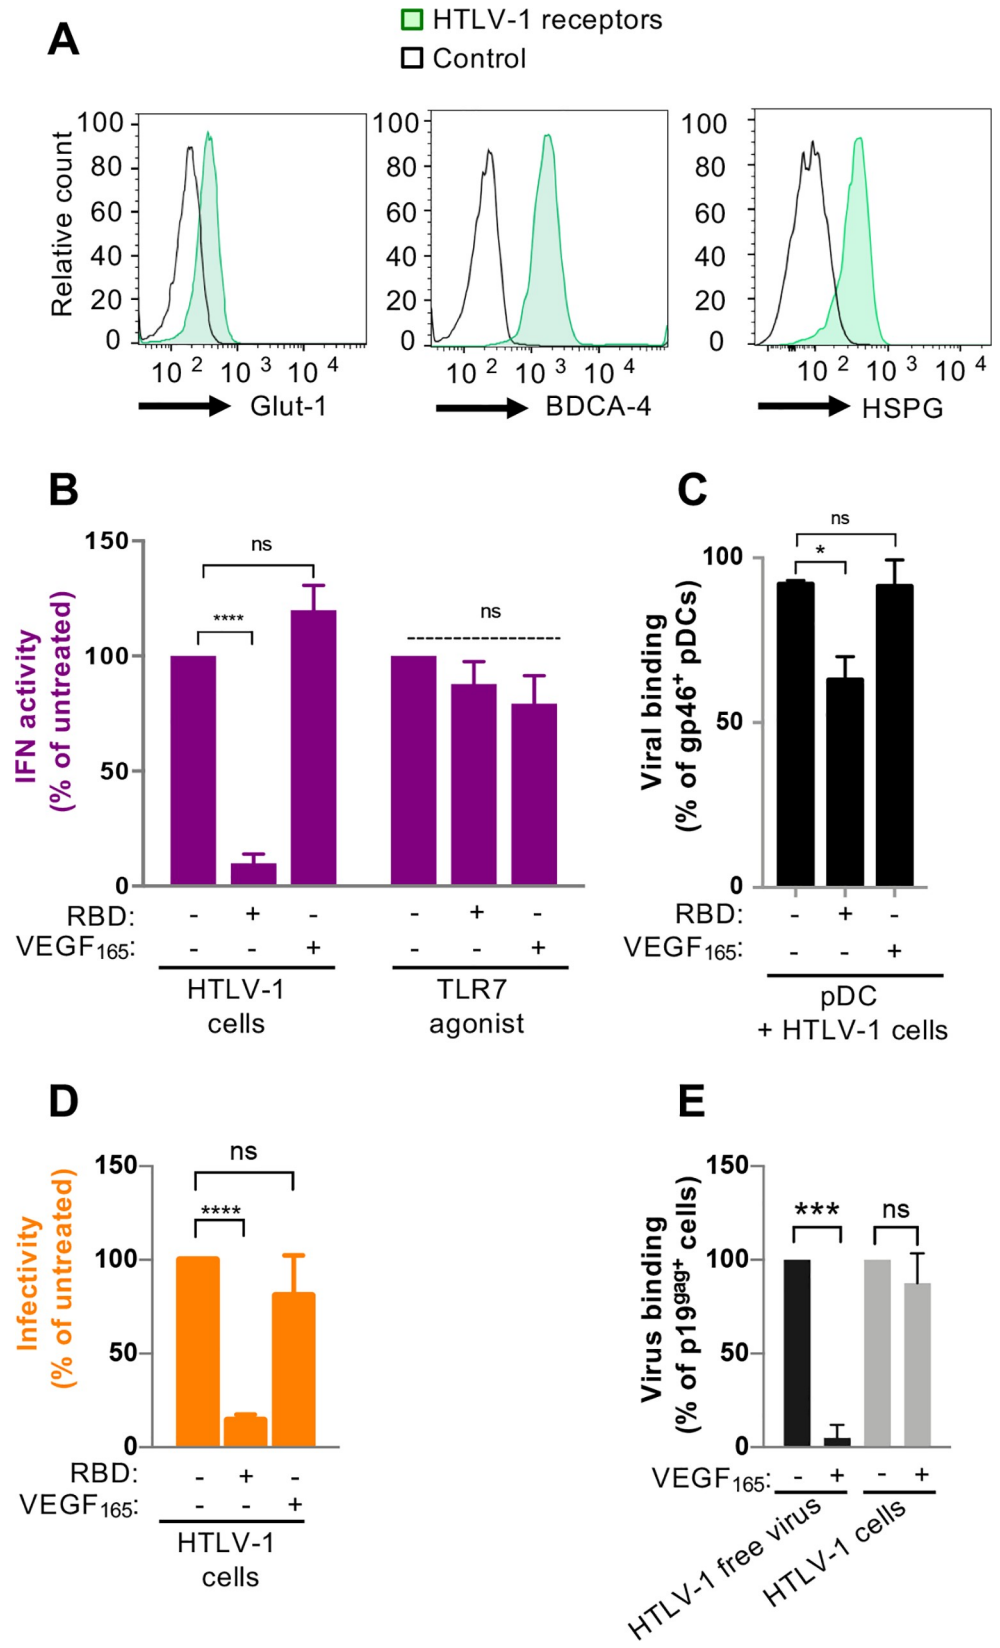 A
HTLV-1 receptors
Control
Relative count
100
80
60
40
20
0
10 2 10 3 10 4
Glut-1
100
80
60
40
20
0
10 2 10 3 10 4
BDCA-4
100
80
60
40
20
0
10 2 10 3 10 4
HSPG
B
IFN activity
(% of untreated)
150
100
50
0
ns
****
ns
RBD: - + - - + -
VEGF165: - - + - - +
HTLV-1
cells
TLR7
agonist
C
Viral binding
(% of gp46+ pDCs)
100
50
0
ns
*
RBD: - + -
VEGF165: - - +
pDC
+ HTLV-1 cells
D
Infectivity
(% of untreated)
150
100
50
0
ns
****
RBD: - + -
VEGF165: - - +
HTLV-1
cells
E
Virus binding
(% of p19gag+ cells)
150
100
50
0
***
ns
VEGF165: - + - +
HTLV-1 free virus
HTLV-1 cells